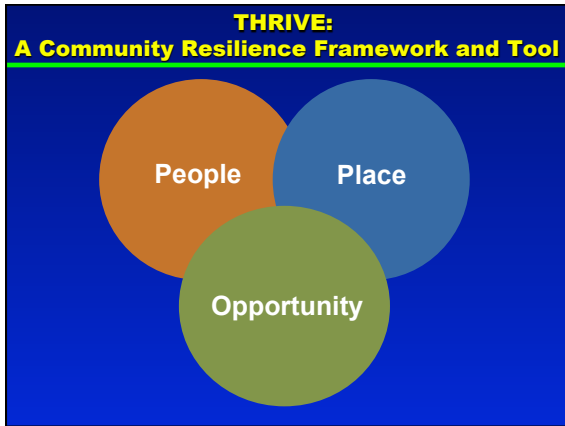 THRIVE:
A Community Resilience Framework and Tool
People
Place
Opportunity